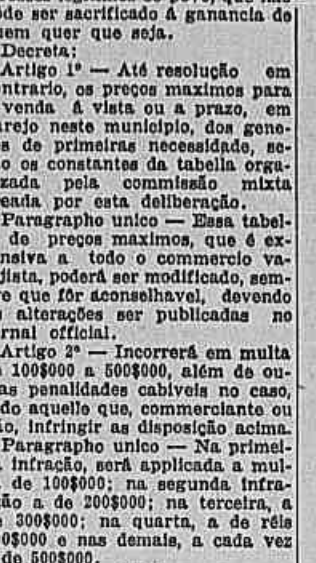 de ser sacrificado á ganancia de
uem quer que seja.
Decreta:
Artigo 1º — Até resolução em
ntrario, os preços maximos para
venda á vista ou a prazo, em
arejo neste municipio, dos gene-
s de primeiras necessidade, se-
o os constantes da tabella orga-
zada pela commissão mixta
eada por esta deliberação.
Paragrapho unico — Essa tabel-
de preços maximos, que é ex-
nsiva a todo o commercio va-
jista, poderá ser modificado, sem-
e que fôr aconselhavel, devendo
s alterações ser publicadas no
rnal official.
Artigo 2º — Incorrerá em multa
100$000 a 500$000, além de ou-
as penalidades cabiveis no caso,
do aquelle que, commerciante ou
ão, infringir as disposição acima.
Paragrapho unico — Na primei-
infração, será applicada a mul-
de 100$000; na segunda infra-
ão a de 200$000; na terceira, a
e 300$000; na quarta, a de réis
0$000 e nas demais, a cada vez
de 500$000.